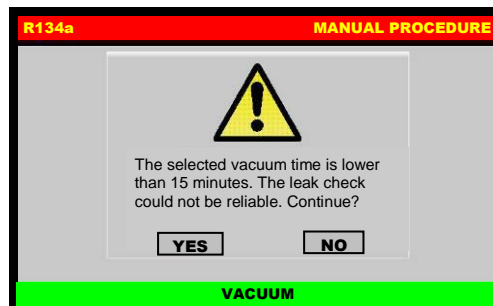 R134a MANUAL PROCEDURE
The selected vacuum time is lower
than 15 minutes. The leak check
could not be reliable. Continue?
YES NO
VACUUM